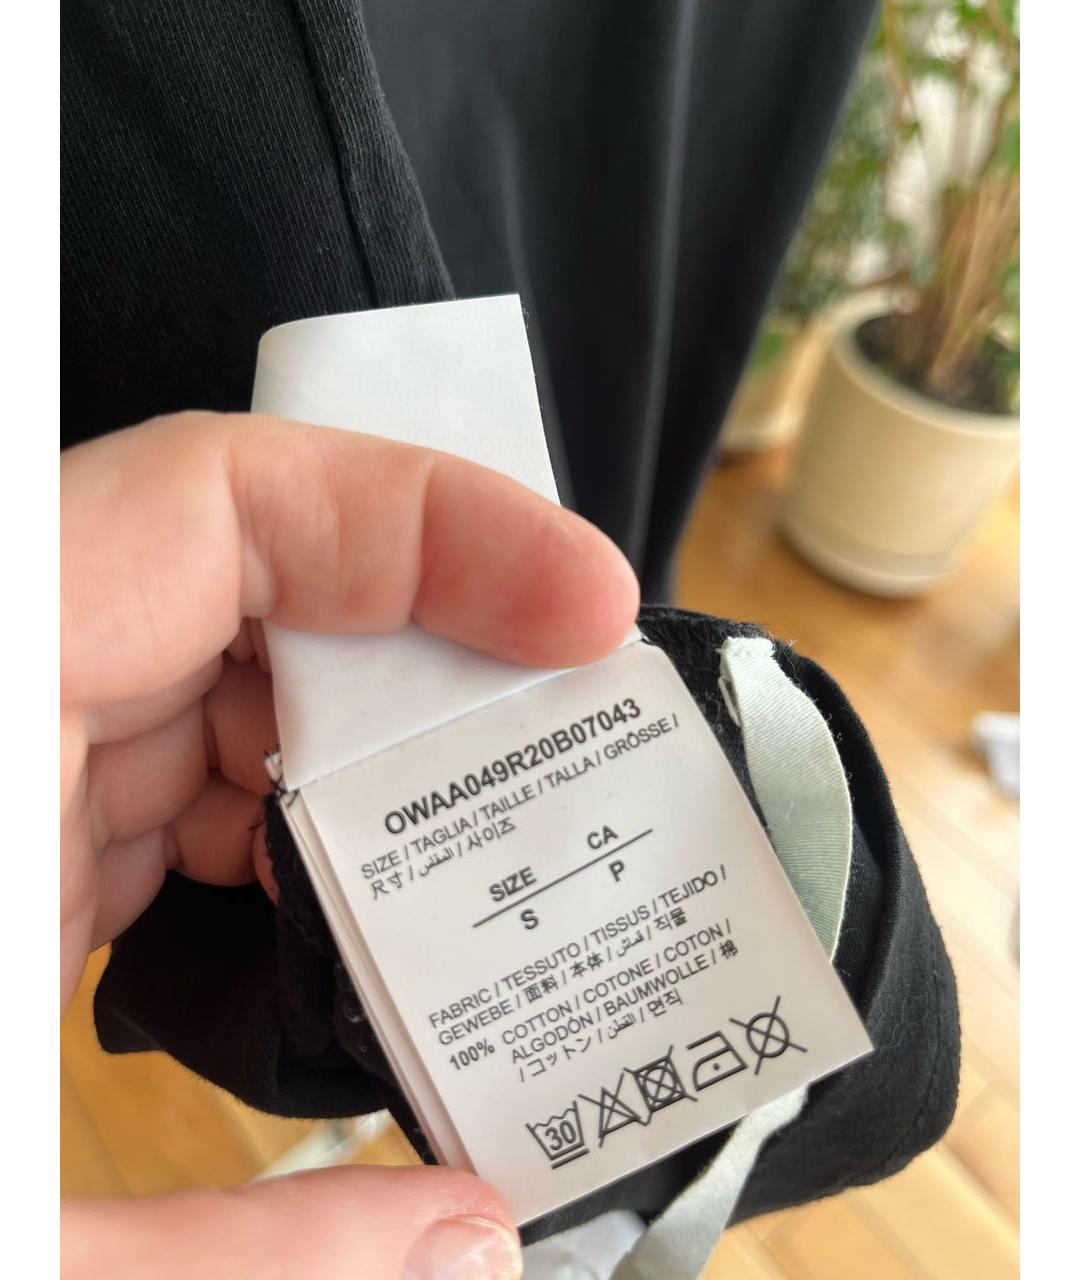 OWAA049R20B07043
SIZE / TAGLIA / TAILLE / TALLA / GRÖSSE /
尺寸 / المقاس / 사이즈
SIZE CA
S P
FABRIC / TESSUTO / TISSUS / TEJIDO /
GEWEBE / 面料 / 本体 / قماش / 직물
100% COTTON / COTONE / COTON /
ALGODÓN / BAUMWOLLE / 棉
/ コットン / القطن / 면직
30